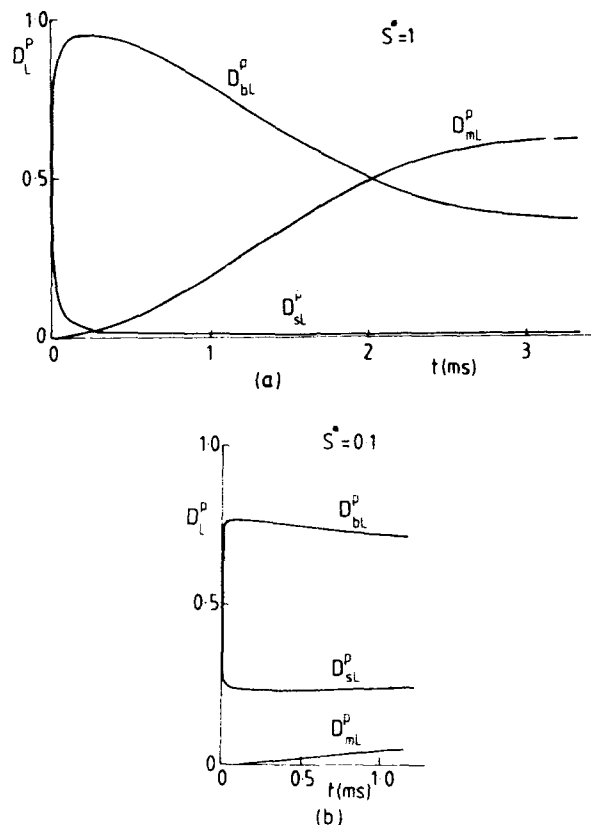 1·0
D_L^P
S*=1
D_bL^P
D_mL^P
0·5
D_sL^P
0
0
1
2
3
t(ms)
(a)
1·0
S*=0·1
D_L^P
D_bL^P
0·5
D_sL^P
D_mL^P
0
0
0·5
1·0
t(ms)
(b)